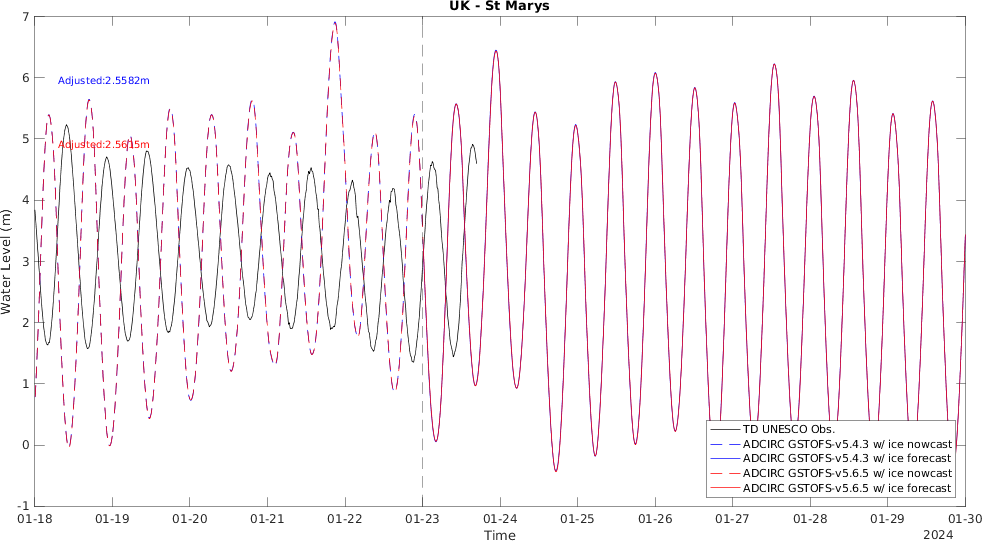 UK - St Marys
7
6
5
4
3
2
1
0
-1
Water Level (m)
Adjusted:2.5582m
Adjusted:2.5615m
TD UNESCO Obs.
ADCIRC GSTOFS-v5.4.3 w/ ice nowcast
ADCIRC GSTOFS-v5.4.3 w/ ice forecast
ADCIRC GSTOFS-v5.6.5 w/ ice nowcast
ADCIRC GSTOFS-v5.6.5 w/ ice forecast
01-18 01-19 01-20 01-21 01-22 01-23 01-24 01-25 01-26 01-27 01-28 01-29 01-30
Time
2024